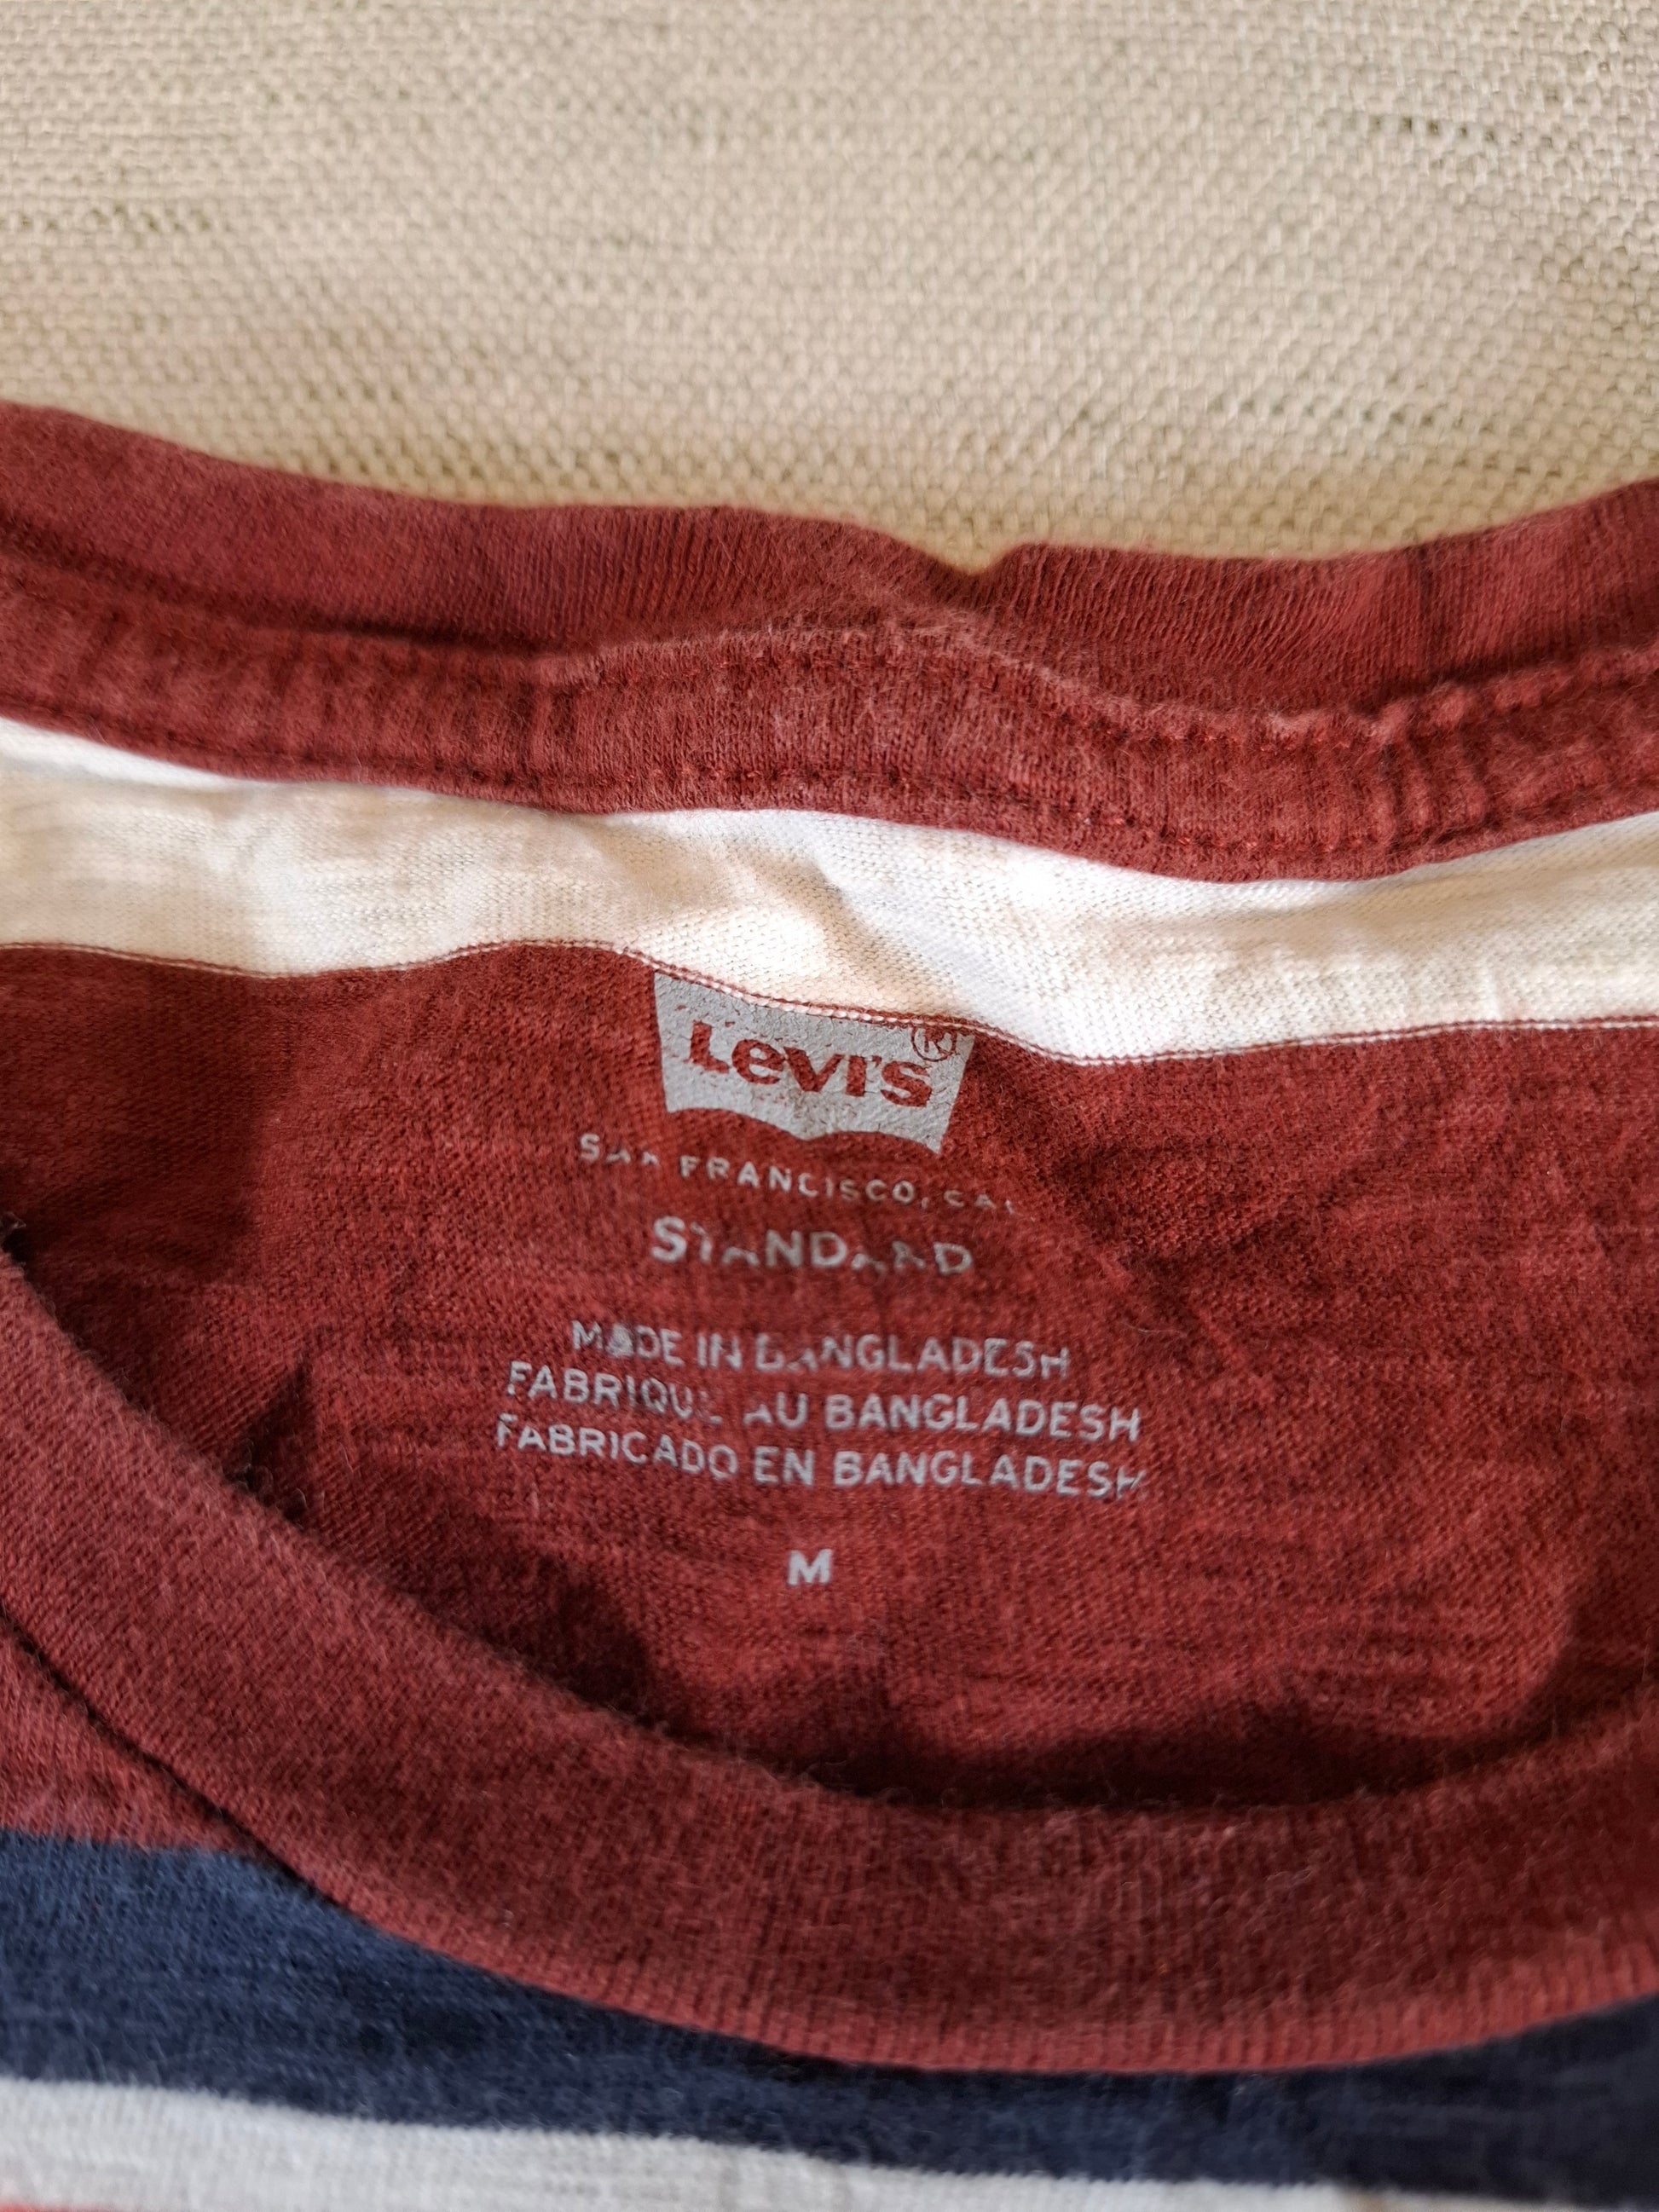 Levi's®
SAN FRANCISCO, CAL
STANDARD
MADE IN BANGLADESH
FABRIQUE AU BANGLADESH
FABRICADO EN BANGLADESH
M